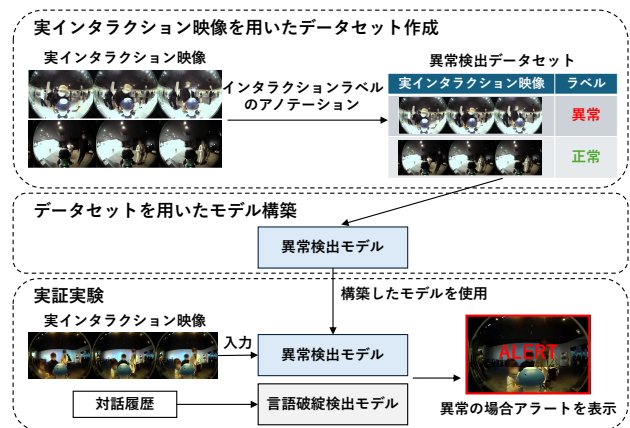 実インタラクション映像を用いたデータセット作成
実インタラクション映像
インタラクションラベル
のアノテーション
異常検出データセット
実インタラクション映像 ラベル
異常
正常
データセットを用いたモデル構築
異常検出モデル
構築したモデルを使用
実証実験
実インタラクション映像
入力
異常検出モデル
ALERT
対話履歴
言語破綻検出モデル
異常の場合アラートを表示